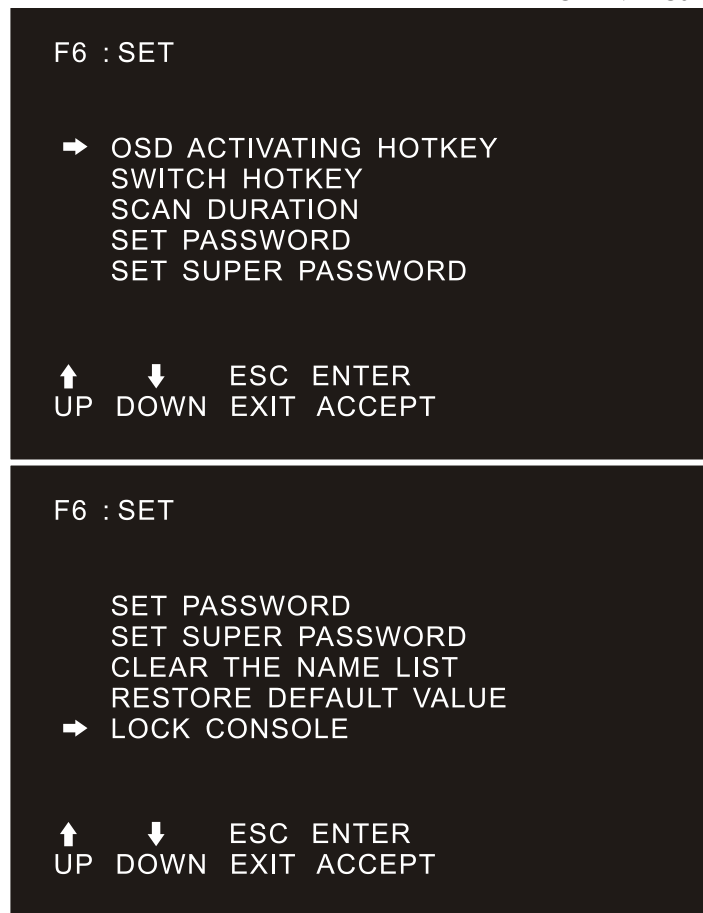 F6 : SET
➡ OSD ACTIVATING HOTKEY
SWITCH HOTKEY
SCAN DURATION
SET PASSWORD
SET SUPER PASSWORD
⬆ ⬇ ESC ENTER
UP DOWN EXIT ACCEPT
F6 : SET
SET PASSWORD
SET SUPER PASSWORD
CLEAR THE NAME LIST
RESTORE DEFAULT VALUE
➡ LOCK CONSOLE
⬆ ⬇ ESC ENTER
UP DOWN EXIT ACCEPT